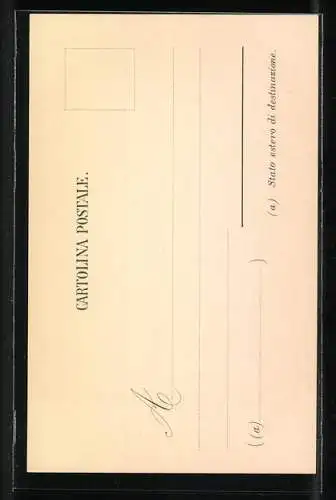 CARTOLINA POSTALE.
A
((a) )
(a) Stato estero di destinazione.